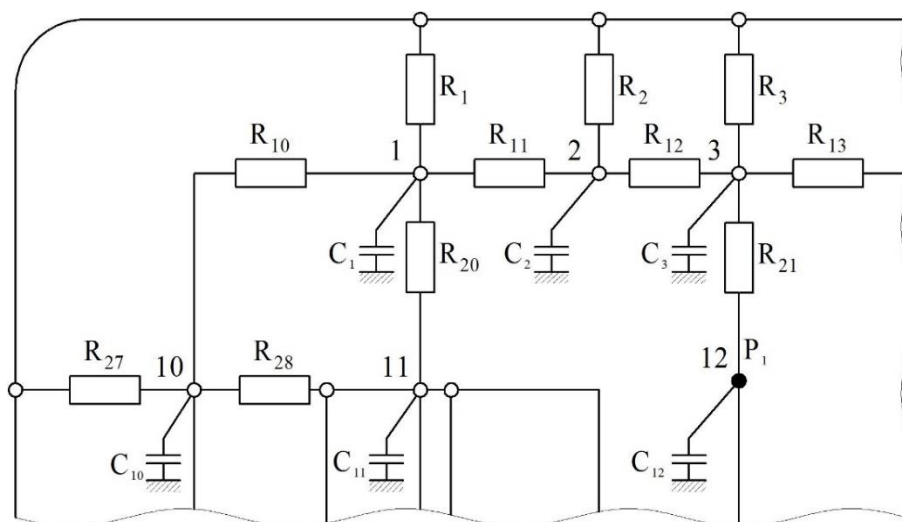 R₁ R₂ R₃
R₁₀ 1 R₁₁ 2 R₁₂ 3 R₁₃
C₁ R₂₀ C₂ C₃ R₂₁
R₂₇ 10 R₂₈ 11 12 P₁
C₁₀ C₁₁ C₁₂